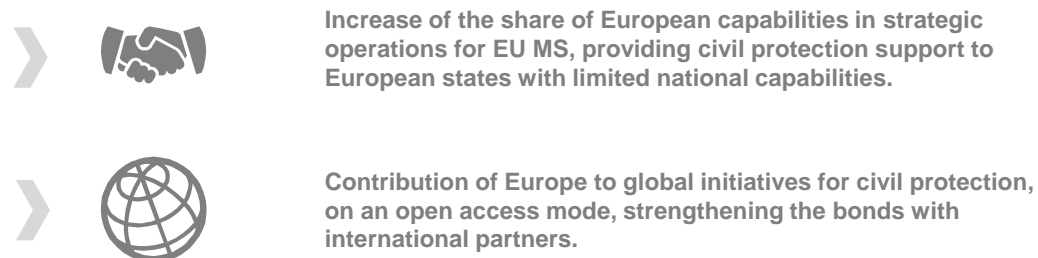 Increase of the share of European capabilities in strategic
operations for EU MS, providing civil protection support to
European states with limited national capabilities.
Contribution of Europe to global initiatives for civil protection,
on an open access mode, strengthening the bonds with
international partners.